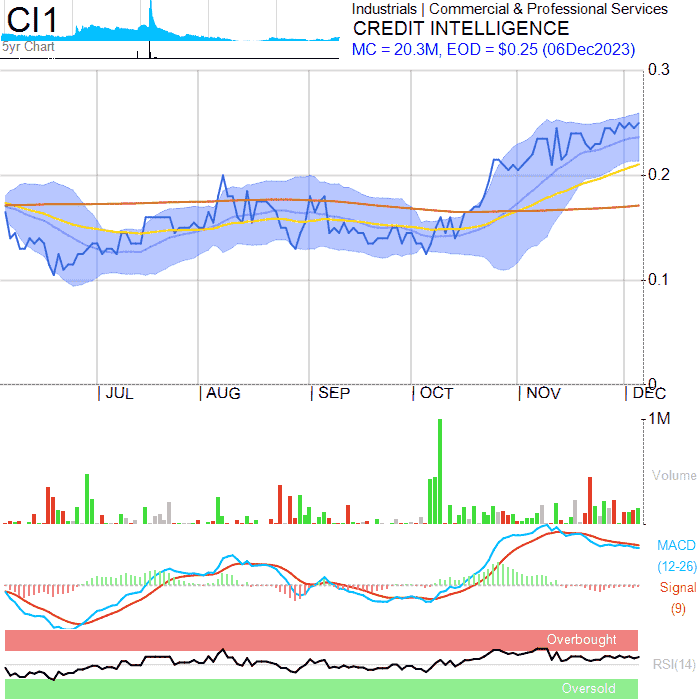 CI1
5yr Chart
Industrials | Commercial & Professional Services
CREDIT INTELLIGENCE
MC = 20.3M, EOD = $0.25 (06Dec2023)
0.3
0.2
0.1
0
JUL AUG SEP OCT NOV DEC
1M
Volume
MACD
(12-26)
Signal
(9)
Overbought
RSI(14)
Oversold